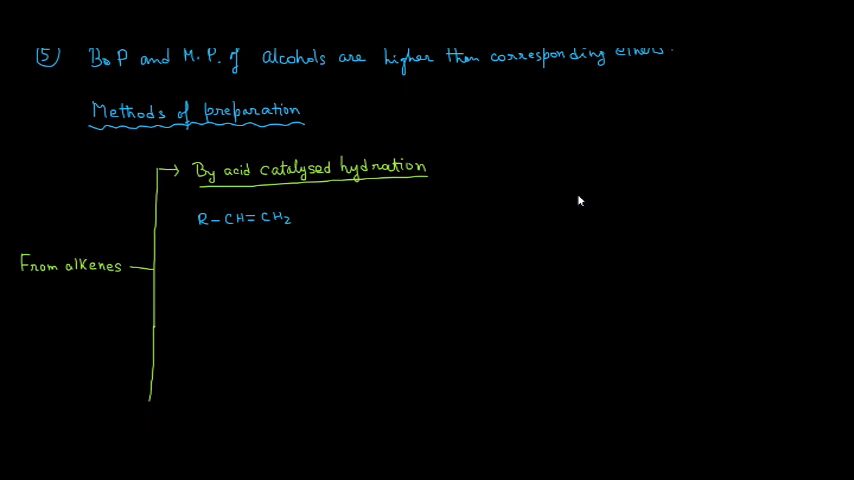 (5) B.P and M.P. of alcohols are higher than corresponding ethers.
Methods of preparation
→ By acid catalysed hydration
R-CH=CH₂
From alkenes